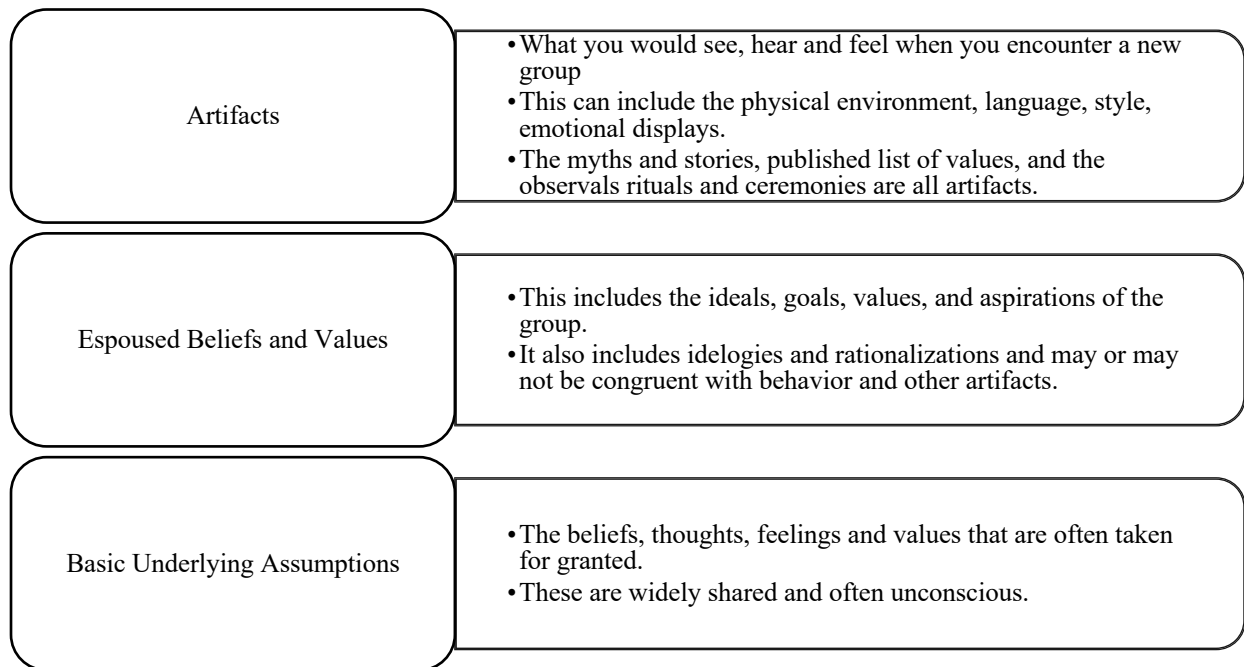 Artifacts
•What you would see, hear and feel when you encounter a new
group
•This can include the physical environment, language, style,
emotional displays.
•The myths and stories, published list of values, and the
observals rituals and ceremonies are all artifacts.
Espoused Beliefs and Values
•This includes the ideals, goals, values, and aspirations of the
group.
•It also includes idelogies and rationalizations and may or may
not be congruent with behavior and other artifacts.
Basic Underlying Assumptions
•The beliefs, thoughts, feelings and values that are often taken
for granted.
•These are widely shared and often unconscious.